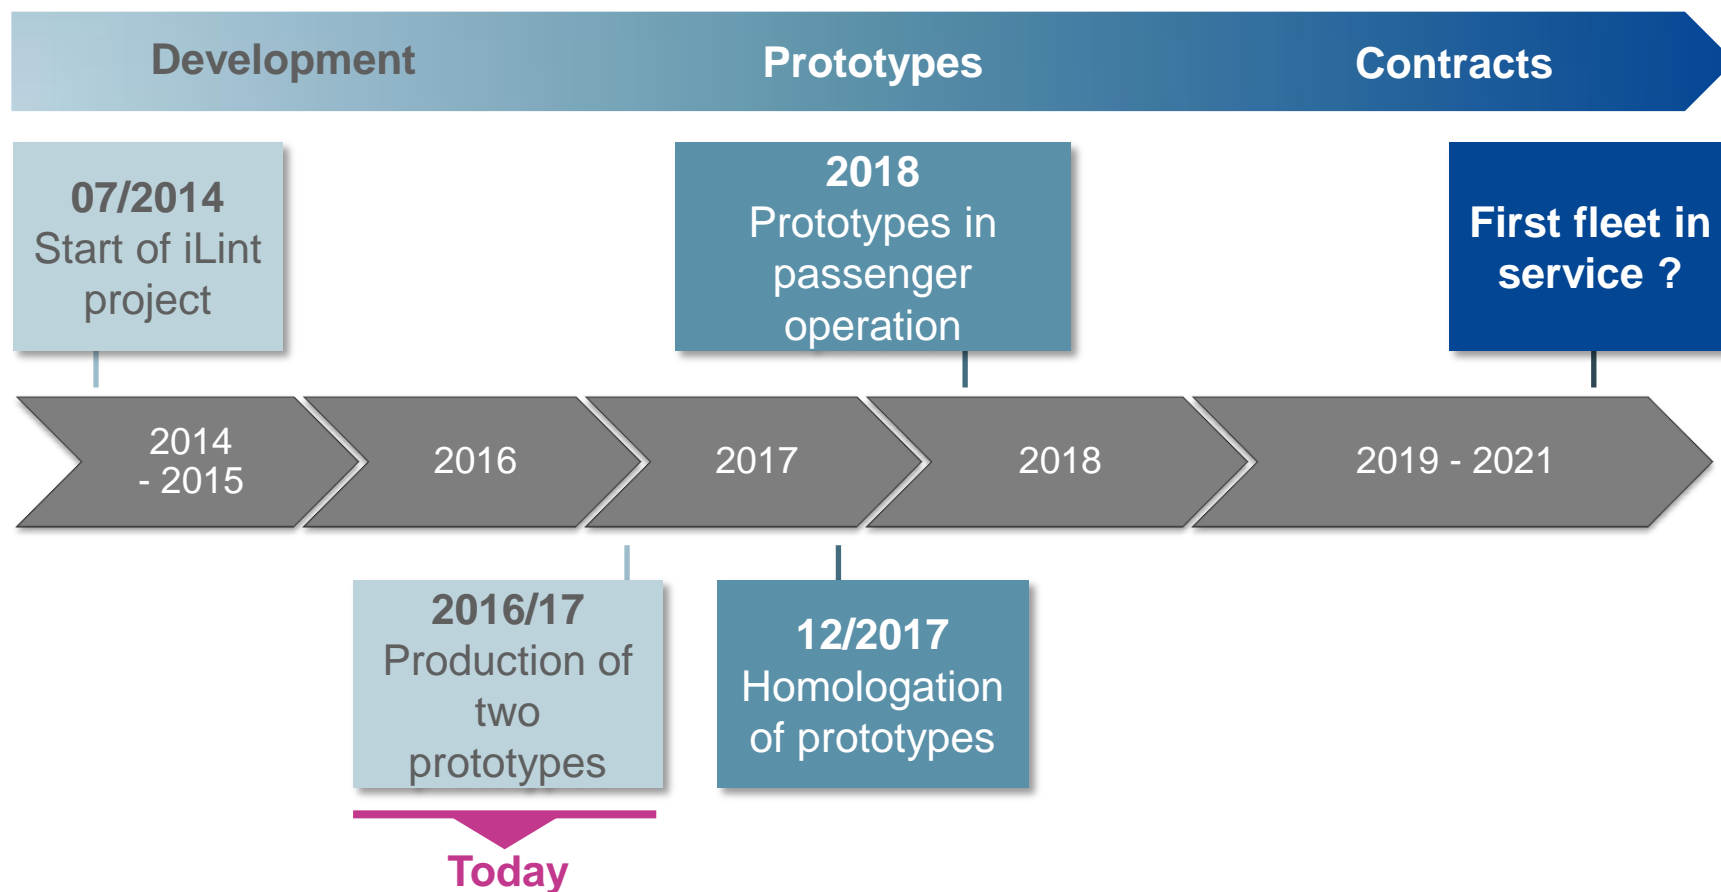 Development
Prototypes
Contracts
07/2014
Start of iLint
project
2018
Prototypes in
passenger
operation
First fleet in
service ?
2014
- 2015
2016
2017
2018
2019 - 2021
2016/17
Production of
two
prototypes
12/2017
Homologation
of prototypes
Today